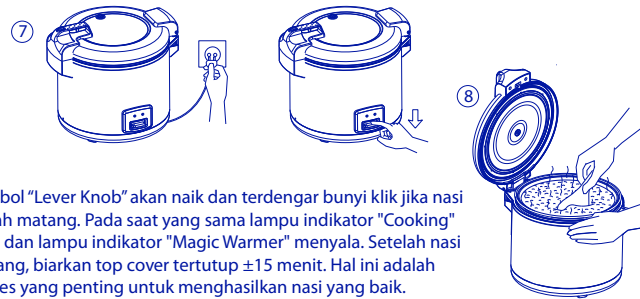 7
8
bol “Lever Knob” akan naik dan terdengar bunyi klik jika nasi
ah matang. Pada saat yang sama lampu indikator "Cooking"
dan lampu indikator "Magic Warmer" menyala. Setelah nasi
ang, biarkan top cover tertutup ±15 menit. Hal ini adalah
es yang penting untuk menghasilkan nasi yang baik.